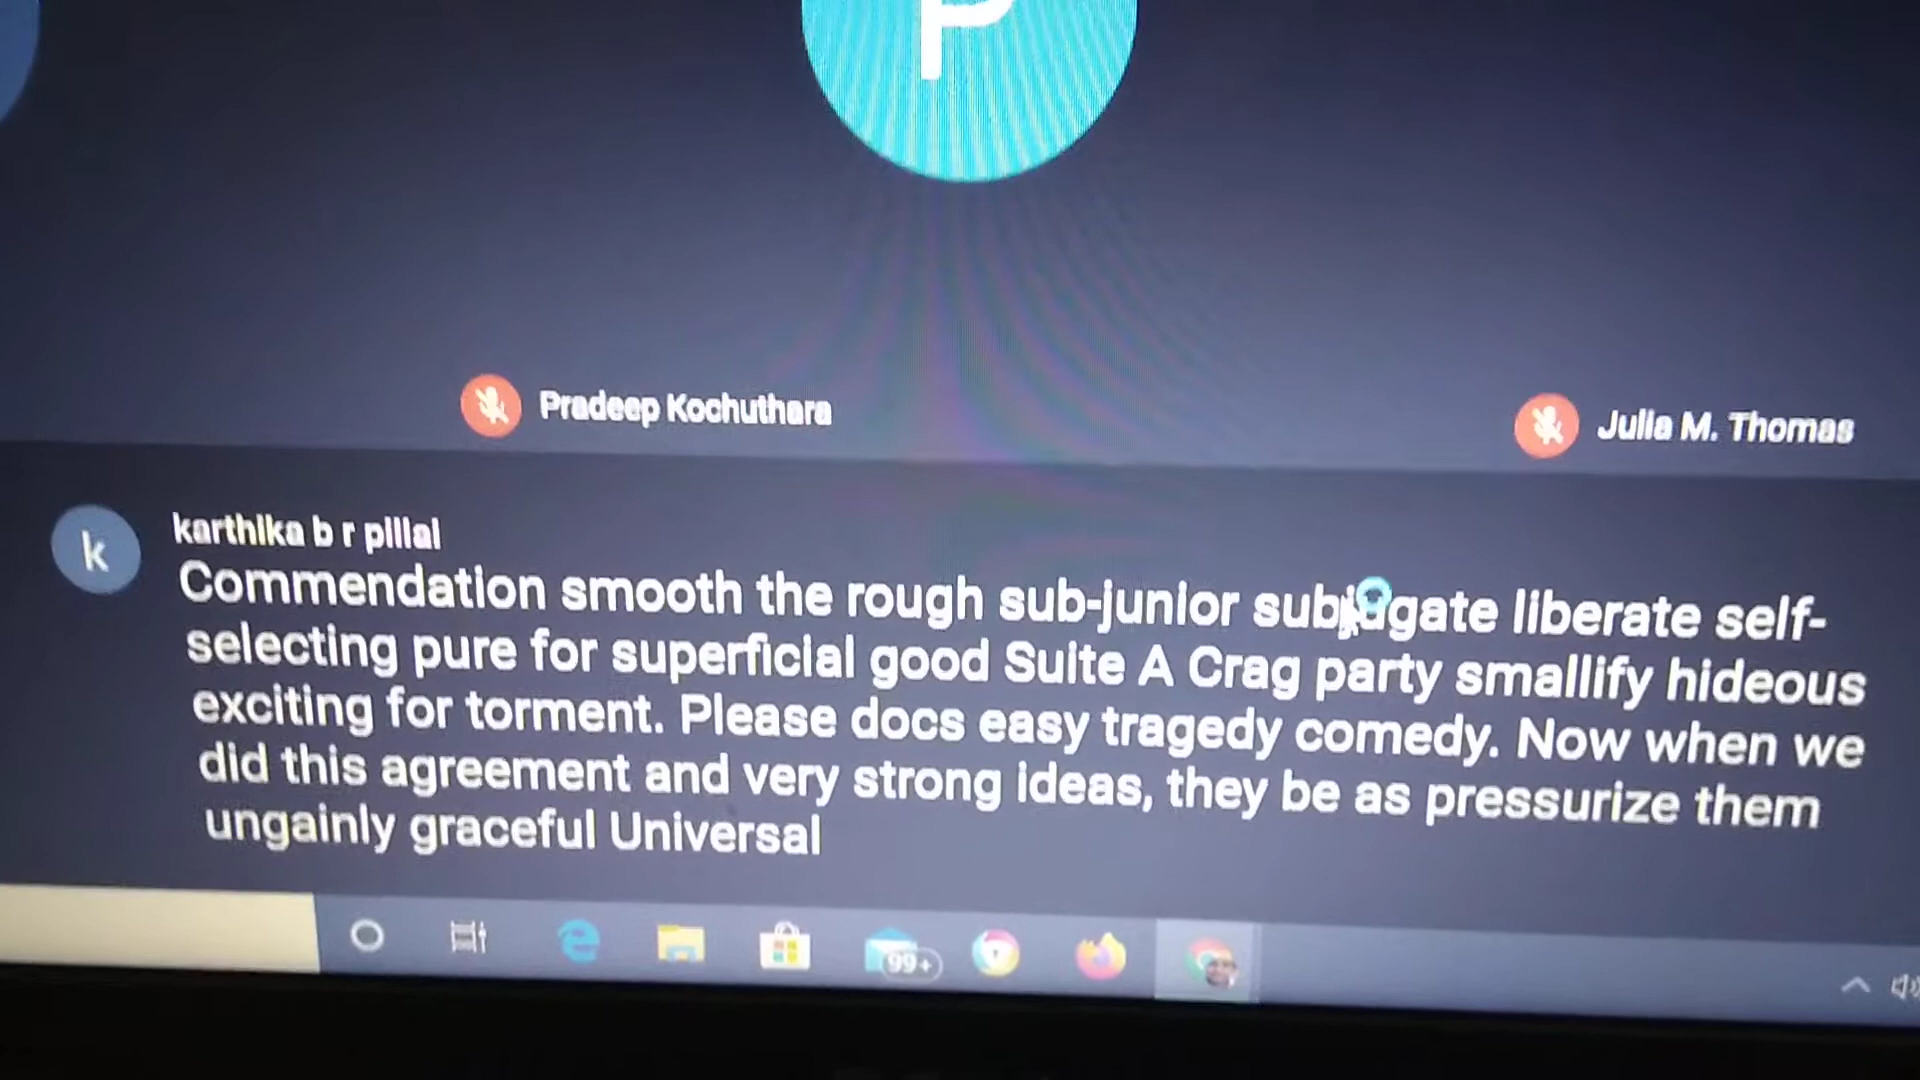 P
Pradeep Kochuthara
Julia M. Thomas
k
karthika b r pillai
Commendation smooth the rough sub-junior subjugate liberate self-
selecting pure for superficial good Suite A Crag party smallify hideous
exciting for torment. Please docs easy tragedy comedy. Now when we
did this agreement and very strong ideas, they be as pressurize them
ungainly graceful Universal
99+